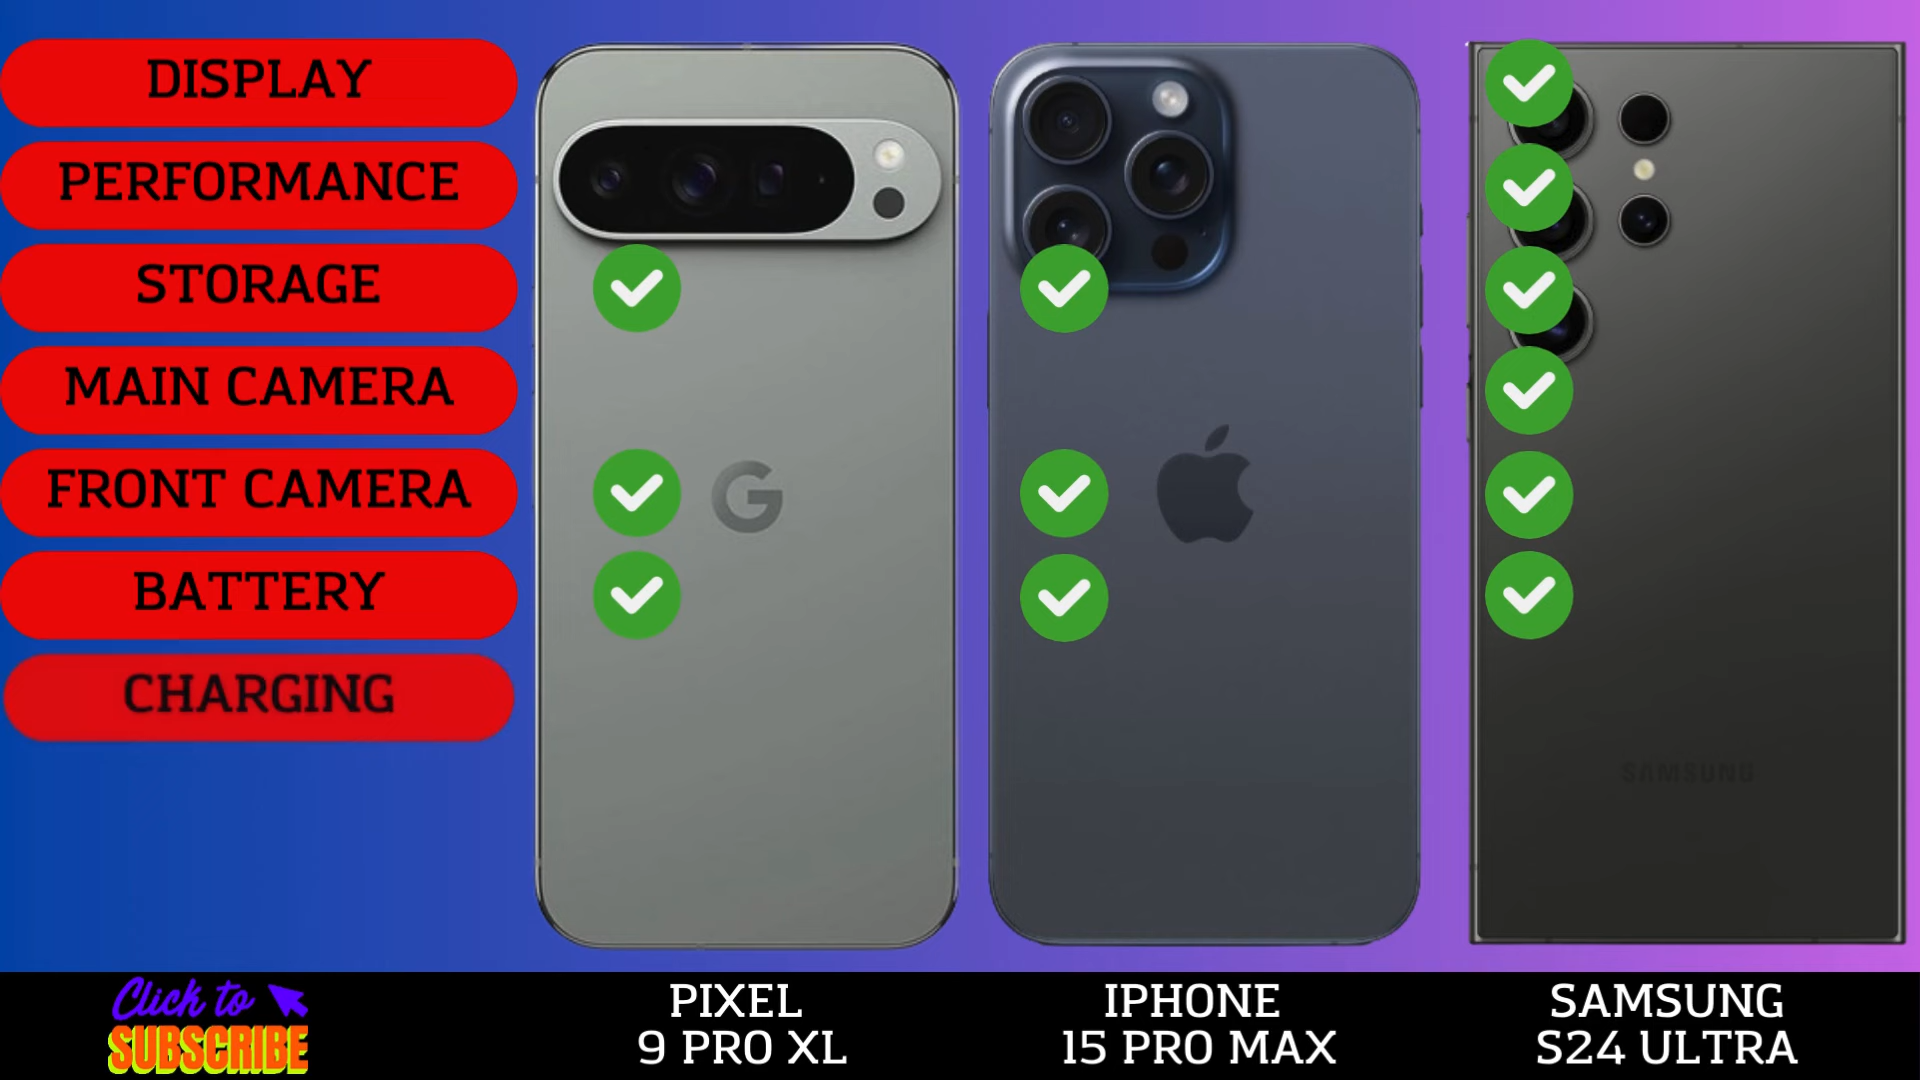 DISPLAY
PERFORMANCE
STORAGE
MAIN CAMERA
FRONT CAMERA
BATTERY
CHARGING
SAMSUNG
Click to
SUBSCRIBE
PIXEL
9 PRO XL
IPHONE
15 PRO MAX
SAMSUNG
S24 ULTRA